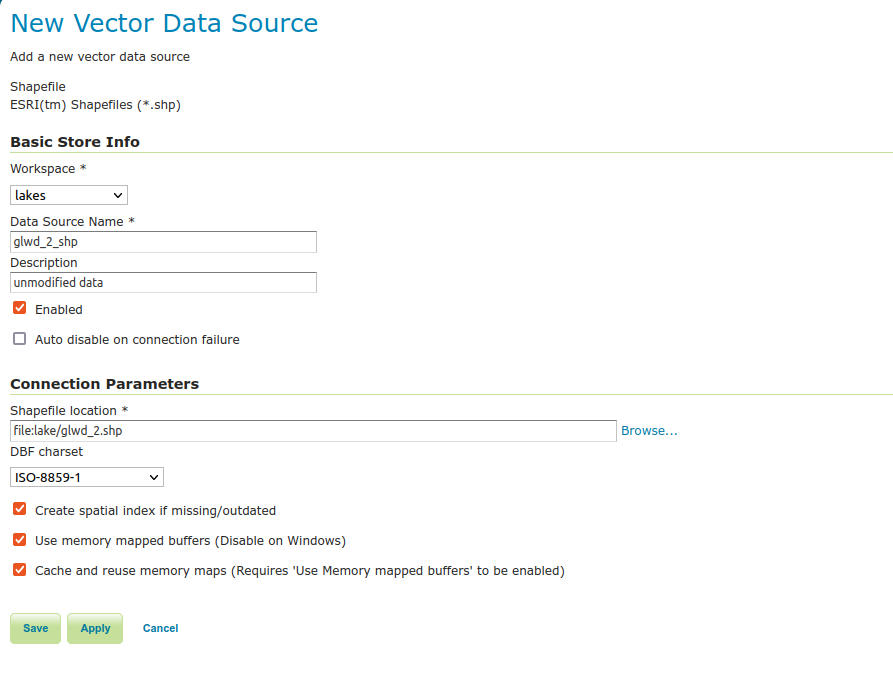 New Vector Data Source
Add a new vector data source
Shapefile
ESRI(tm) Shapefiles (*.shp)
Basic Store Info
Workspace *
lakes
Data Source Name *
glwd_2_shp
Description
unmodified data
Enabled
Auto disable on connection failure
Connection Parameters
Shapefile location *
file:lake/glwd_2.shp Browse...
DBF charset
ISO-8859-1
Create spatial index if missing/outdated
Use memory mapped buffers (Disable on Windows)
Cache and reuse memory maps (Requires 'Use Memory mapped buffers' to be enabled)
Save Apply Cancel